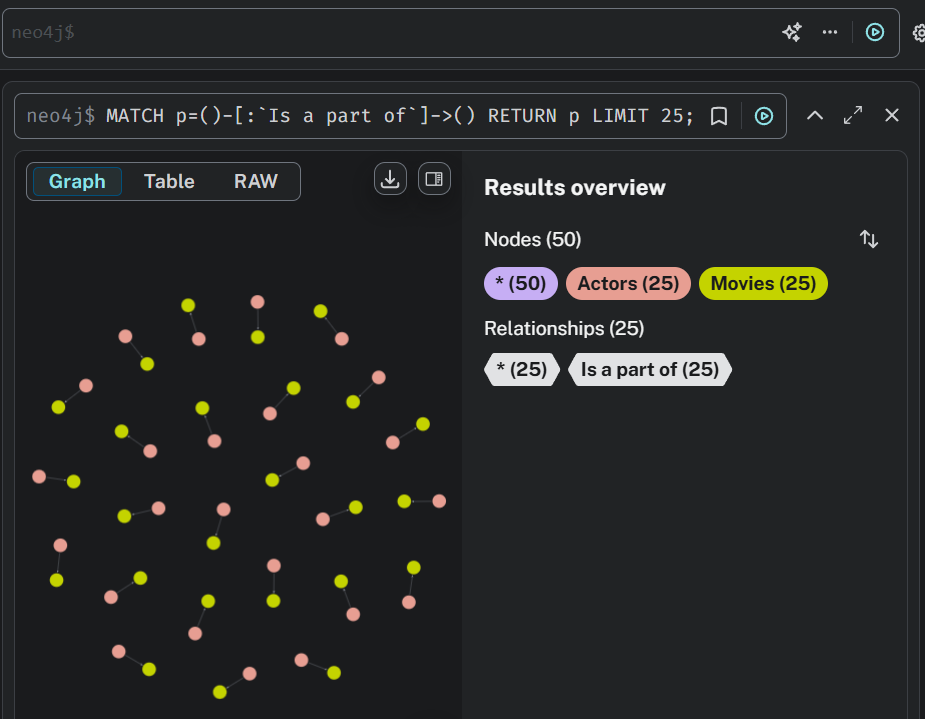 neo4j$
neo4j$ MATCH p=()-[:`Is a part of`]->() RETURN p LIMIT 25;
Graph Table RAW
Results overview
Nodes (50)
* (50) Actors (25) Movies (25)
Relationships (25)
* (25) Is a part of (25)